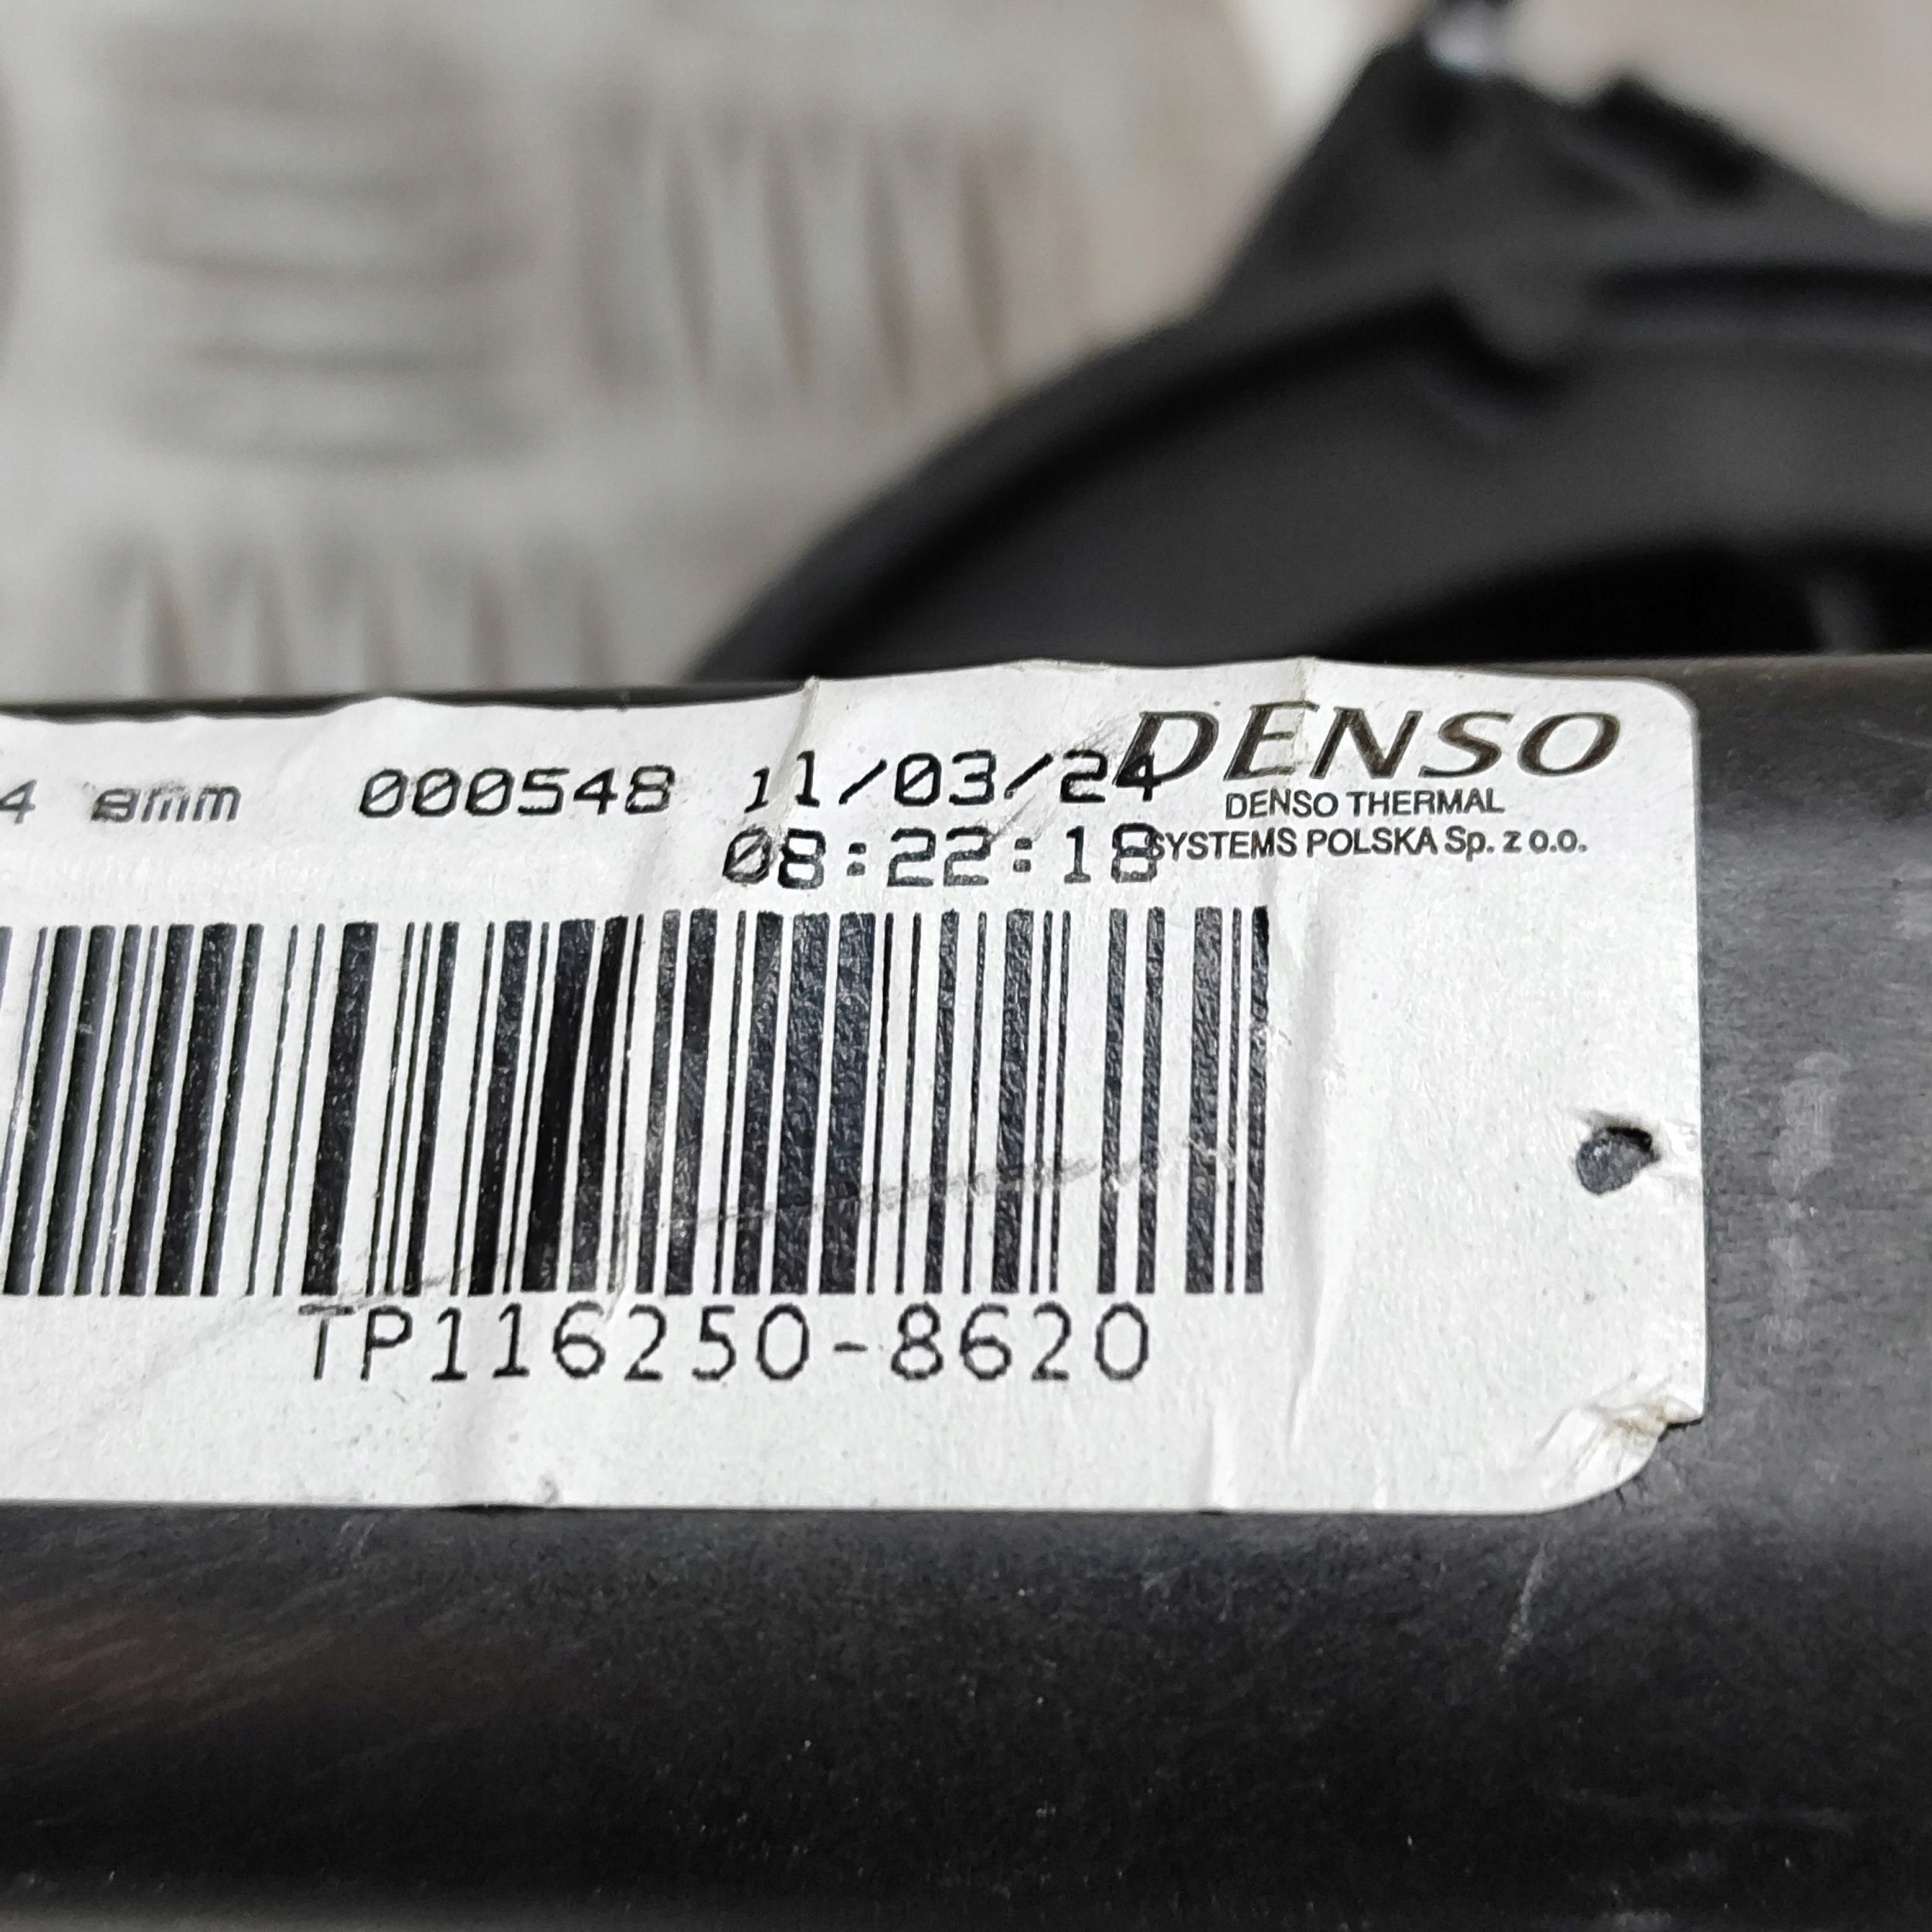 4 8mm 000548 11/03/24 DENSO
DENSO THERMAL
08:22:18 SYSTEMS POLSKA Sp. z o.o.
TP116250-8620